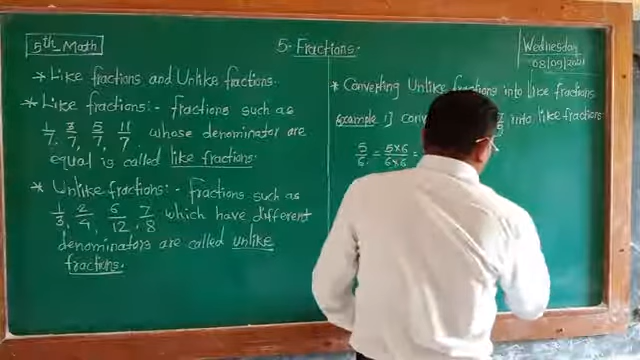 5th Math
5. Fractions.
Wednesday
08/09/2021
* Like fractions and Unlike fractions.
* Like fractions:- fractions such as
1/7, 3/7, 5/7, 11/7 whose denominator are
equal is called like fractions.
* Unlike fractions:- fractions such as
1/3, 2/4, 6/12, 7/8 which have different
denominators are called unlike
fractions.
* Converting Unlike fractions into like fractions.
Example 1] into like fractions.
5/6 = 5×6/6×6 =